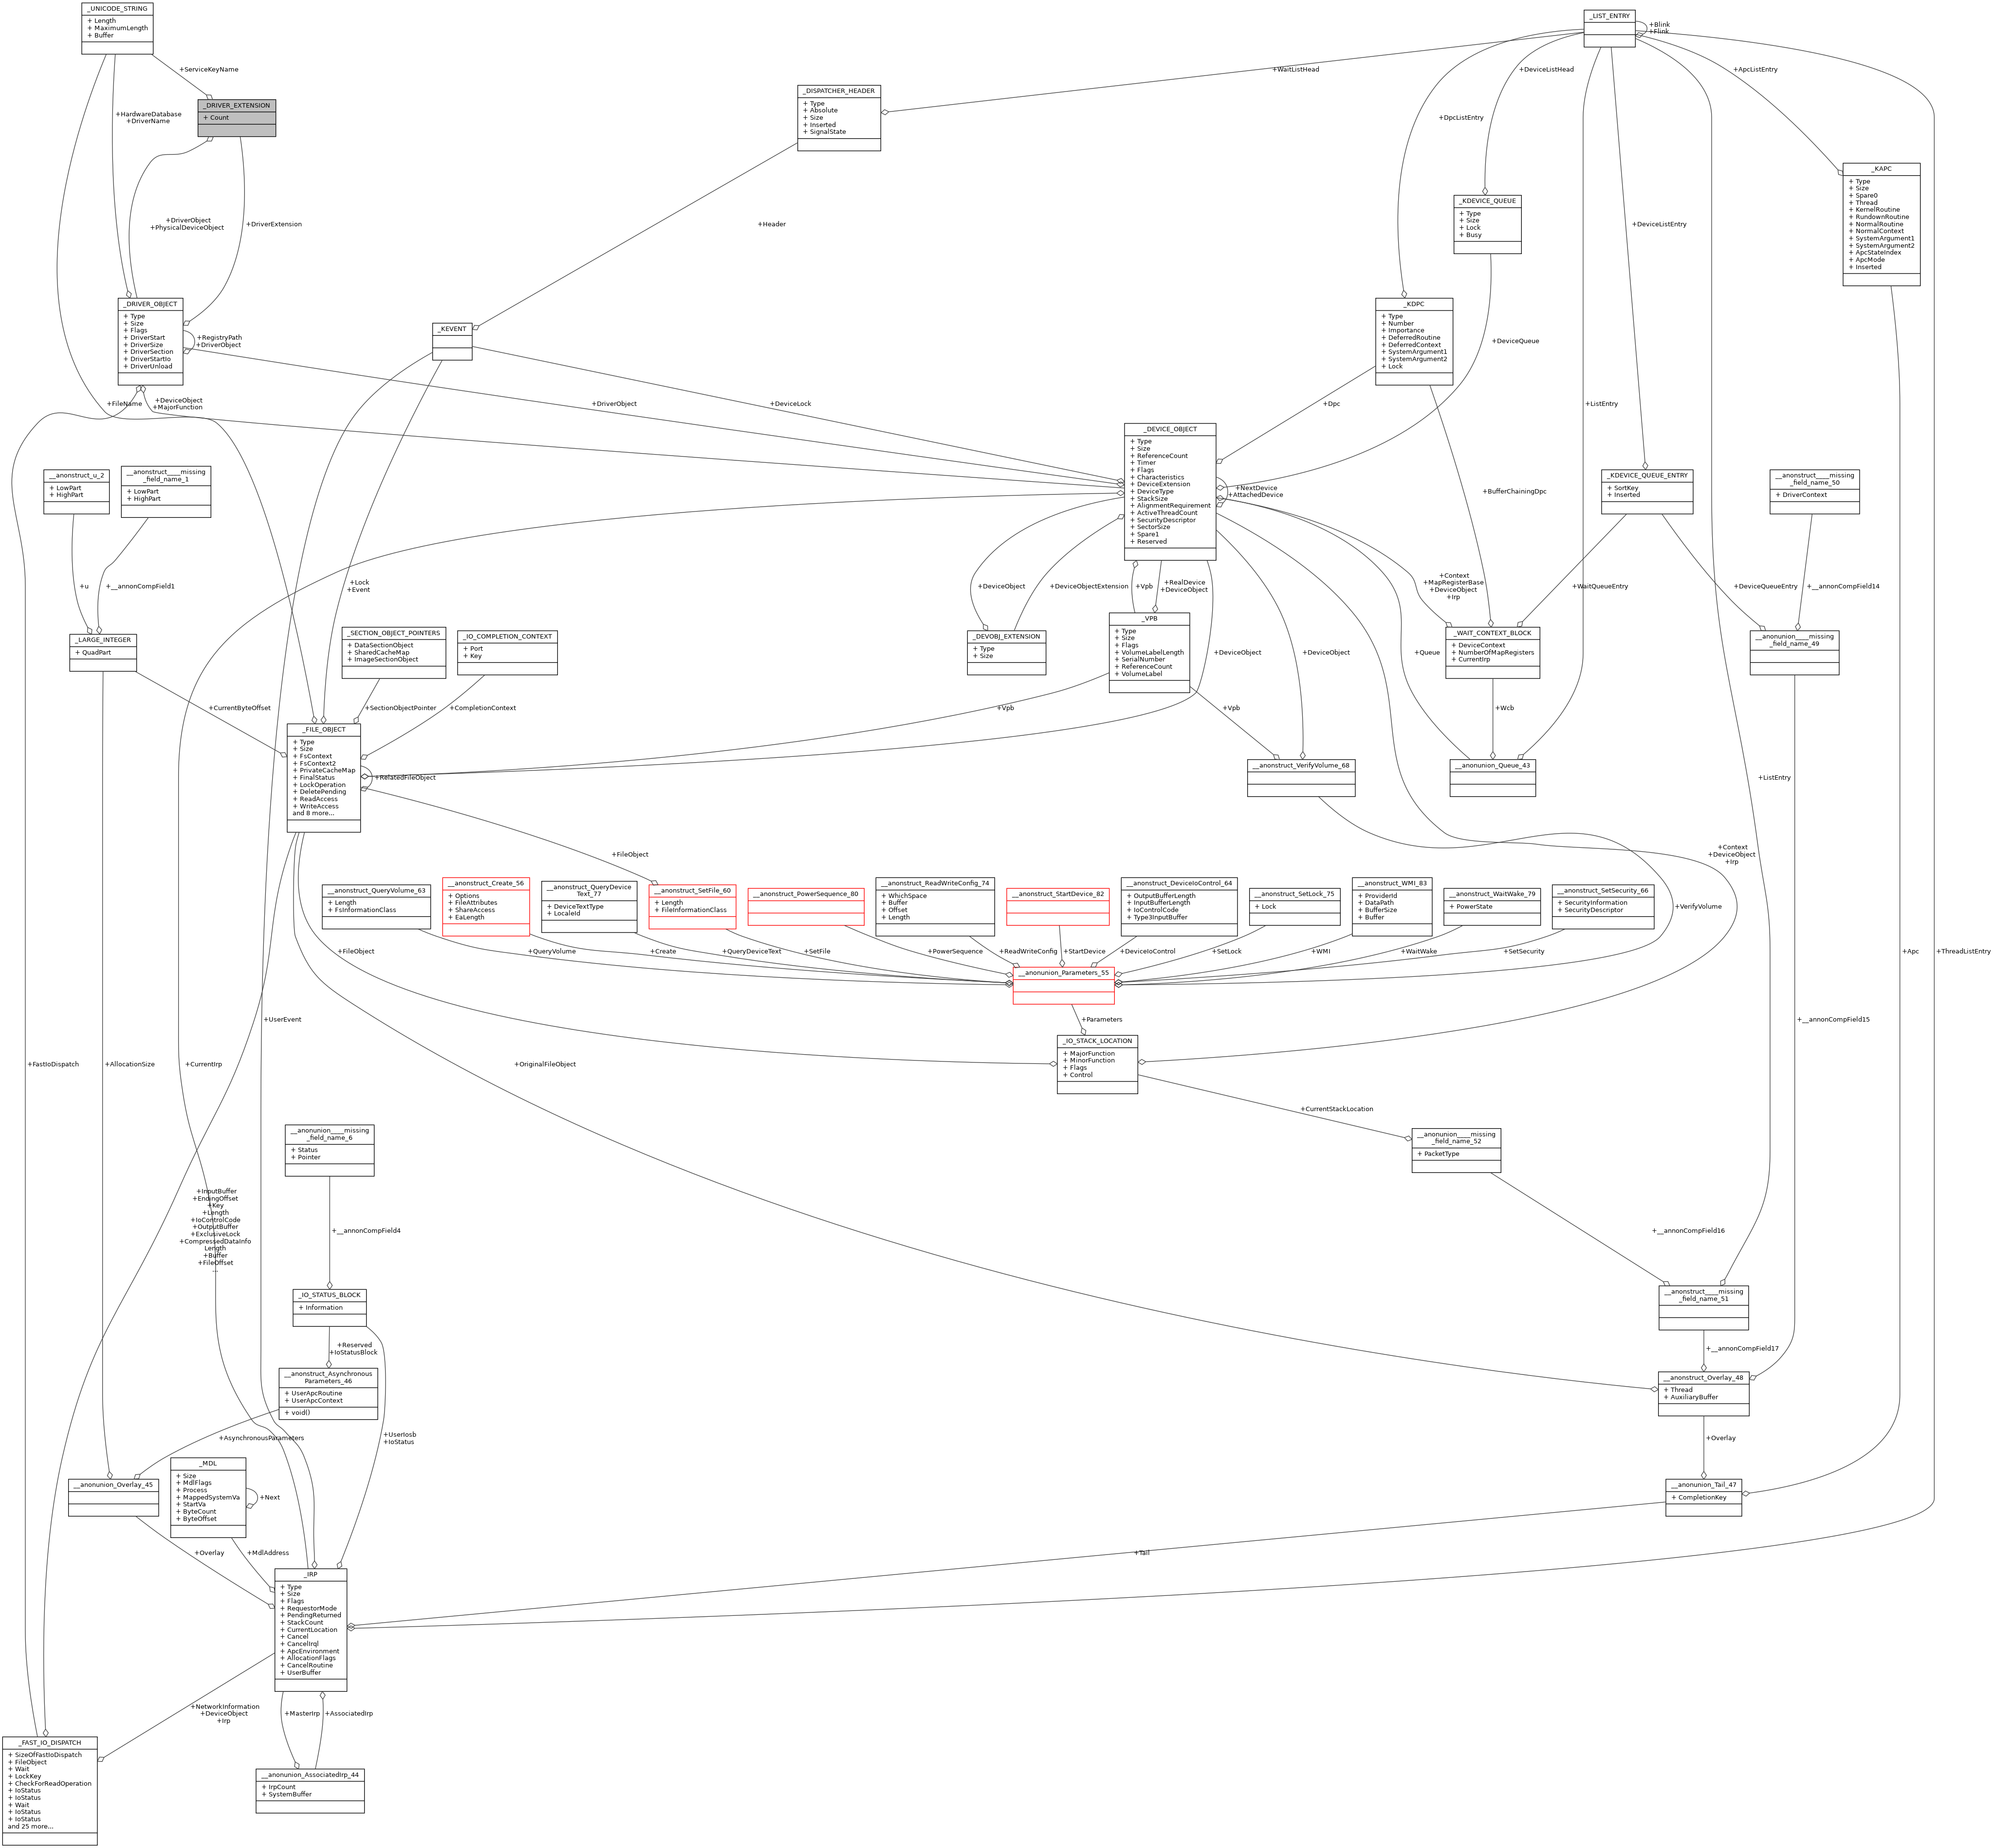 _UNICODE_STRING
+ Length
+ MaximumLength
+ Buffer
_LIST_ENTRY
+Blink
+Flink
+ServiceKeyName
+WaitListHead
+DeviceListHead
+ApcListEntry
_DRIVER_EXTENSION
+ Count
+HardwareDatabase
+DriverName
_DISPATCHER_HEADER
+ Type
+ Absolute
+ Size
+ Inserted
+ SignalState
+DpcListEntry
_KAPC
+ Type
+ Size
+ Spare0
+ Thread
+ KernelRoutine
+ RundownRoutine
+ NormalRoutine
+ NormalContext
+ SystemArgument1
+ SystemArgument2
+ ApcStateIndex
+ ApcMode
+ Inserted
_KDEVICE_QUEUE
+ Type
+ Size
+ Lock
+ Busy
+DriverObject
+PhysicalDeviceObject
+DriverExtension
+Header
+DeviceListEntry
_DRIVER_OBJECT
+ Type
+ Size
+ Flags
+ DriverStart
+ DriverSize
+ DriverSection
+ DriverStartIo
+ DriverUnload
+RegistryPath
+DriverObject
_KEVENT
_KDPC
+ Type
+ Number
+ Importance
+ DeferredRoutine
+ DeferredContext
+ SystemArgument1
+ SystemArgument2
+ Lock
+DeviceQueue
+FileName
+DeviceObject
+MajorFunction
+DriverObject
+DeviceLock
+Dpc
+ListEntry
_DEVICE_OBJECT
+ Type
+ Size
+ ReferenceCount
+ Timer
+ Flags
+ Characteristics
+ DeviceExtension
+ DeviceType
+ StackSize
+ AlignmentRequirement
+ ActiveThreadCount
+ SecurityDescriptor
+ SectorSize
+ Spare1
+ Reserved
+NextDevice
+AttachedDevice
+BufferChainingDpc
__anonstruct_u_2
+ LowPart
+ HighPart
__anonstruct____missing
_field_name_1
+ LowPart
+ HighPart
_KDEVICE_QUEUE_ENTRY
+ SortKey
+ Inserted
__anonstruct____missing
_field_name_50
+ DriverContext
+u
+__annonCompField1
+Lock
+Event
+DeviceObject
+DeviceObjectExtension
+Vpb
+RealDevice
+DeviceObject
+Context
+MapRegisterBase
+DeviceObject
+Irp
+WaitQueueEntry
+DeviceQueueEntry
+__annonCompField14
_LARGE_INTEGER
+ QuadPart
_SECTION_OBJECT_POINTERS
+ DataSectionObject
+ SharedCacheMap
+ ImageSectionObject
_IO_COMPLETION_CONTEXT
+ Port
+ Key
_DEVOBJ_EXTENSION
+ Type
+ Size
_VPB
+ Type
+ Size
+ Flags
+ VolumeLabelLength
+ SerialNumber
+ ReferenceCount
+ VolumeLabel
+DeviceObject
+DeviceObject
+Queue
_WAIT_CONTEXT_BLOCK
+ DeviceContext
+ NumberOfMapRegisters
+ CurrentIrp
__anonunion____missing
_field_name_49
+CurrentByteOffset
+SectionObjectPointer
+CompletionContext
+Vpb
+Vpb
+Wcb
_FILE_OBJECT
+ Type
+ Size
+ FsContext
+ FsContext2
+ PrivateCacheMap
+ FinalStatus
+ LockOperation
+ DeletePending
+ ReadAccess
+ WriteAccess
and 8 more...
+RelatedFileObject
__anonstruct_VerifyVolume_68
__anonunion_Queue_43
+ListEntry
+FileObject
+Context
+DeviceObject
+Irp
__anonstruct_QueryVolume_63
+ Length
+ FsInformationClass
__anonstruct_Create_56
+ Options
+ FileAttributes
+ ShareAccess
+ EaLength
__anonstruct_QueryDevice
Text_77
+ DeviceTextType
+ LocaleId
__anonstruct_SetFile_60
+ Length
+ FileInformationClass
__anonstruct_PowerSequence_80
__anonstruct_ReadWriteConfig_74
+ WhichSpace
+ Buffer
+ Offset
+ Length
__anonstruct_StartDevice_82
__anonstruct_DeviceIoControl_64
+ OutputBufferLength
+ InputBufferLength
+ IoControlCode
+ Type3InputBuffer
__anonstruct_SetLock_75
+ Lock
__anonstruct_WMI_83
+ ProviderId
+ DataPath
+ BufferSize
+ Buffer
__anonstruct_WaitWake_79
+ PowerState
__anonstruct_SetSecurity_66
+ SecurityInformation
+ SecurityDescriptor
+VerifyVolume
+FileObject
+QueryVolume
+Create
+QueryDeviceText
+SetFile
+PowerSequence
+ReadWriteConfig
+StartDevice
+DeviceIoControl
+SetLock
+WMI
+WaitWake
+SetSecurity
+Apc
+ThreadListEntry
__anonunion_Parameters_55
+UserEvent
+Parameters
+__annonCompField15
_IO_STACK_LOCATION
+ MajorFunction
+ MinorFunction
+ Flags
+ Control
+FastIoDispatch
+AllocationSize
+CurrentIrp
+OriginalFileObject
+CurrentStackLocation
__anonunion____missing
_field_name_6
+ Status
+ Pointer
__anonunion____missing
_field_name_52
+ PacketType
+InputBuffer
+EndingOffset
+Key
+Length
+IoControlCode
+OutputBuffer
+ExclusiveLock
+CompressedDataInfo
Length
+Buffer
+FileOffset
...
+__annonCompField4
+__annonCompField16
_IO_STATUS_BLOCK
+ Information
__anonstruct____missing
_field_name_51
+Reserved
+IoStatusBlock
+__annonCompField17
__anonstruct_Asynchronous
Parameters_46
+ UserApcRoutine
+ UserApcContext
+ void()
__anonstruct_Overlay_48
+ Thread
+ AuxiliaryBuffer
+AsynchronousParameters
+UserIosb
+IoStatus
+Overlay
__anonunion_Overlay_45
_MDL
+ Size
+ MdlFlags
+ Process
+ MappedSystemVa
+ StartVa
+ ByteCount
+ ByteOffset
+Next
__anonunion_Tail_47
+ CompletionKey
+Overlay
+MdlAddress
+Tail
_IRP
+ Type
+ Size
+ Flags
+ RequestorMode
+ PendingReturned
+ StackCount
+ CurrentLocation
+ Cancel
+ CancelIrql
+ ApcEnvironment
+ AllocationFlags
+ CancelRoutine
+ UserBuffer
+NetworkInformation
+DeviceObject
+Irp
+MasterIrp
+AssociatedIrp
_FAST_IO_DISPATCH
+ SizeOfFastIoDispatch
+ FileObject
+ Wait
+ LockKey
+ CheckForReadOperation
+ IoStatus
+ IoStatus
+ Wait
+ IoStatus
+ IoStatus
and 25 more...
__anonunion_AssociatedIrp_44
+ IrpCount
+ SystemBuffer